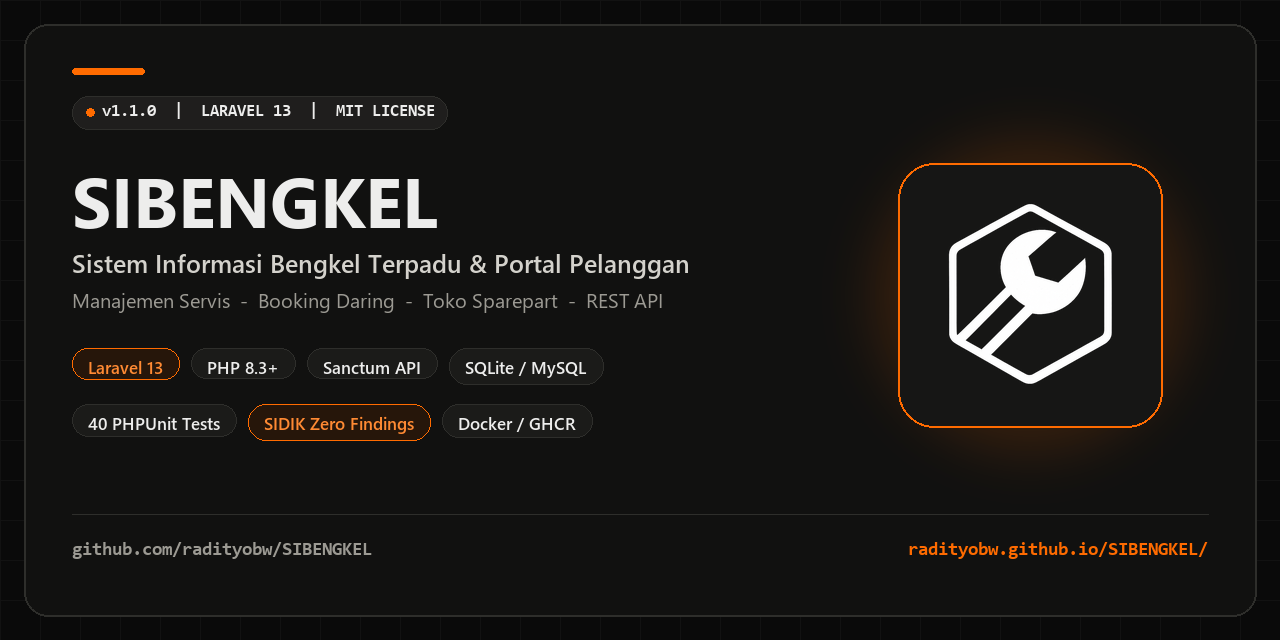 v1.1.0 | LARAVEL 13 | MIT LICENSE
SIBENGKEL
Sistem Informasi Bengkel Terpadu & Portal Pelanggan
Manajemen Servis - Booking Daring - Toko Sparepart - REST API
Laravel 13 PHP 8.3+ Sanctum API SQLite / MySQL
40 PHPUnit Tests SIDIK Zero Findings Docker / GHCR
github.com/radityobw/SIBENGKEL radityobw.github.io/SIBENGKEL/